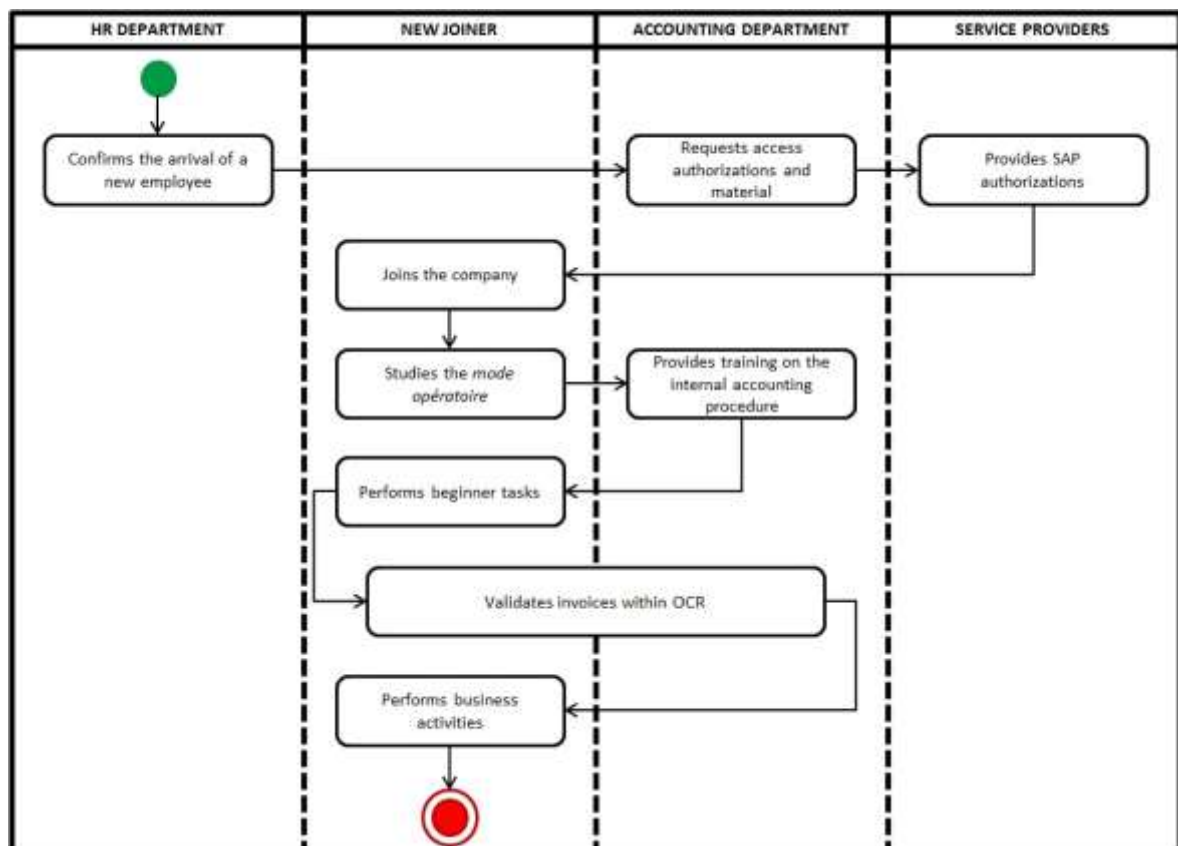 HR DEPARTMENT
NEW JOINER
ACCOUNTING DEPARTMENT
SERVICE PROVIDERS
Confirms the arrival of a
new employee
Requests access
authorizations and
material
Provides SAP
authorizations
Joins the company
Studies the mode
opératoire
Provides training on the
internal accounting
procedure
Performs beginner tasks
Validates invoices within OCR
Performs business
activities